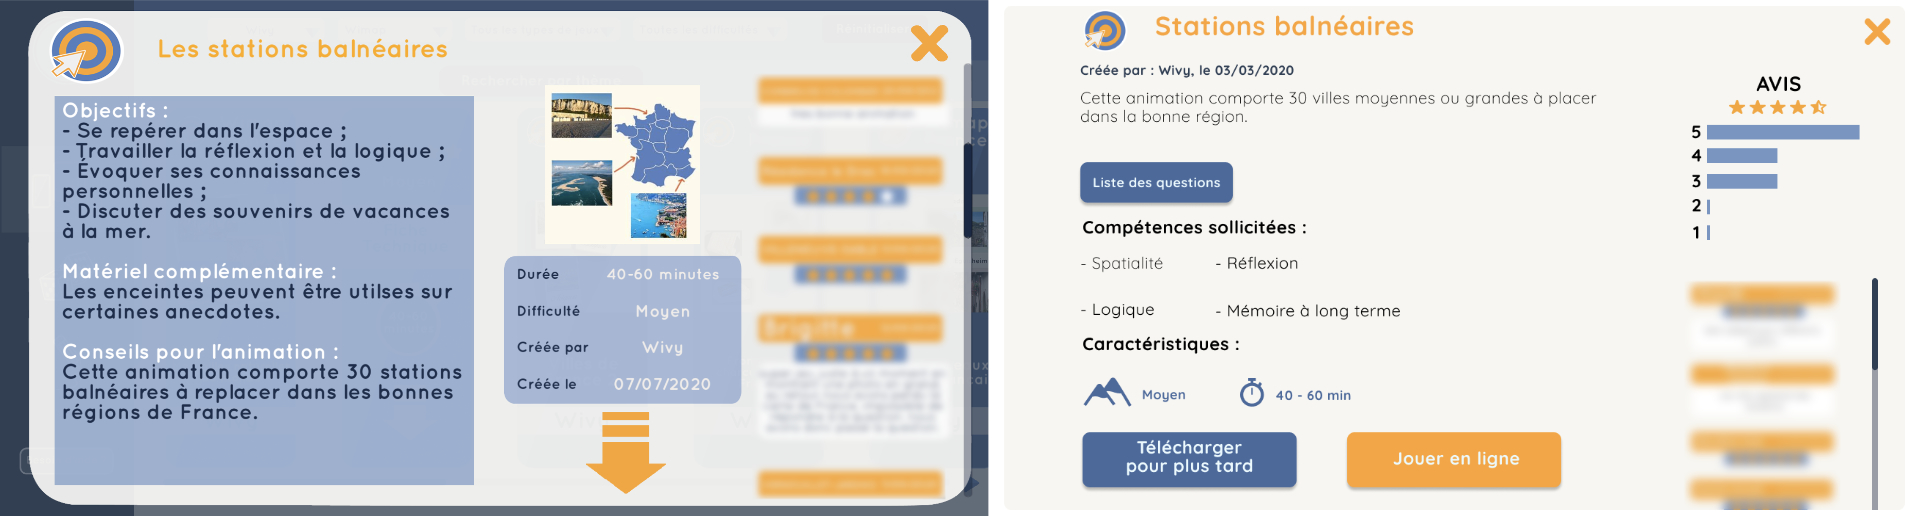 Les stations balnéaires
Objectifs :
- Se repérer dans l'espace ;
- Travailler la réflexion et la logique ;
- Évoquer ses connaissances
personnelles ;
- Discuter des souvenirs de vacances
à la mer.
Matériel complémentaire :
Les enceintes peuvent être utilses sur
certaines anecdotes.
Conseils pour l'animation :
Cette animation comporte 30 stations
balnéaires à replacer dans les bonnes
régions de France.
Durée 40-60 minutes
Difficulté Moyen
Créée par Wivy
Créée le 07/07/2020
Brigitte
Stations balnéaires
Créée par : Wivy, le 03/03/2020
Cette animation comporte 30 villes moyennes ou grandes à placer
dans la bonne région.
Liste des questions
Compétences sollicitées :
- Spatialité - Réflexion
- Logique - Mémoire à long terme
Caractéristiques :
Moyen 40 - 60 min
Télécharger
pour plus tard
Jouer en ligne
AVIS
5
4
3
2
1